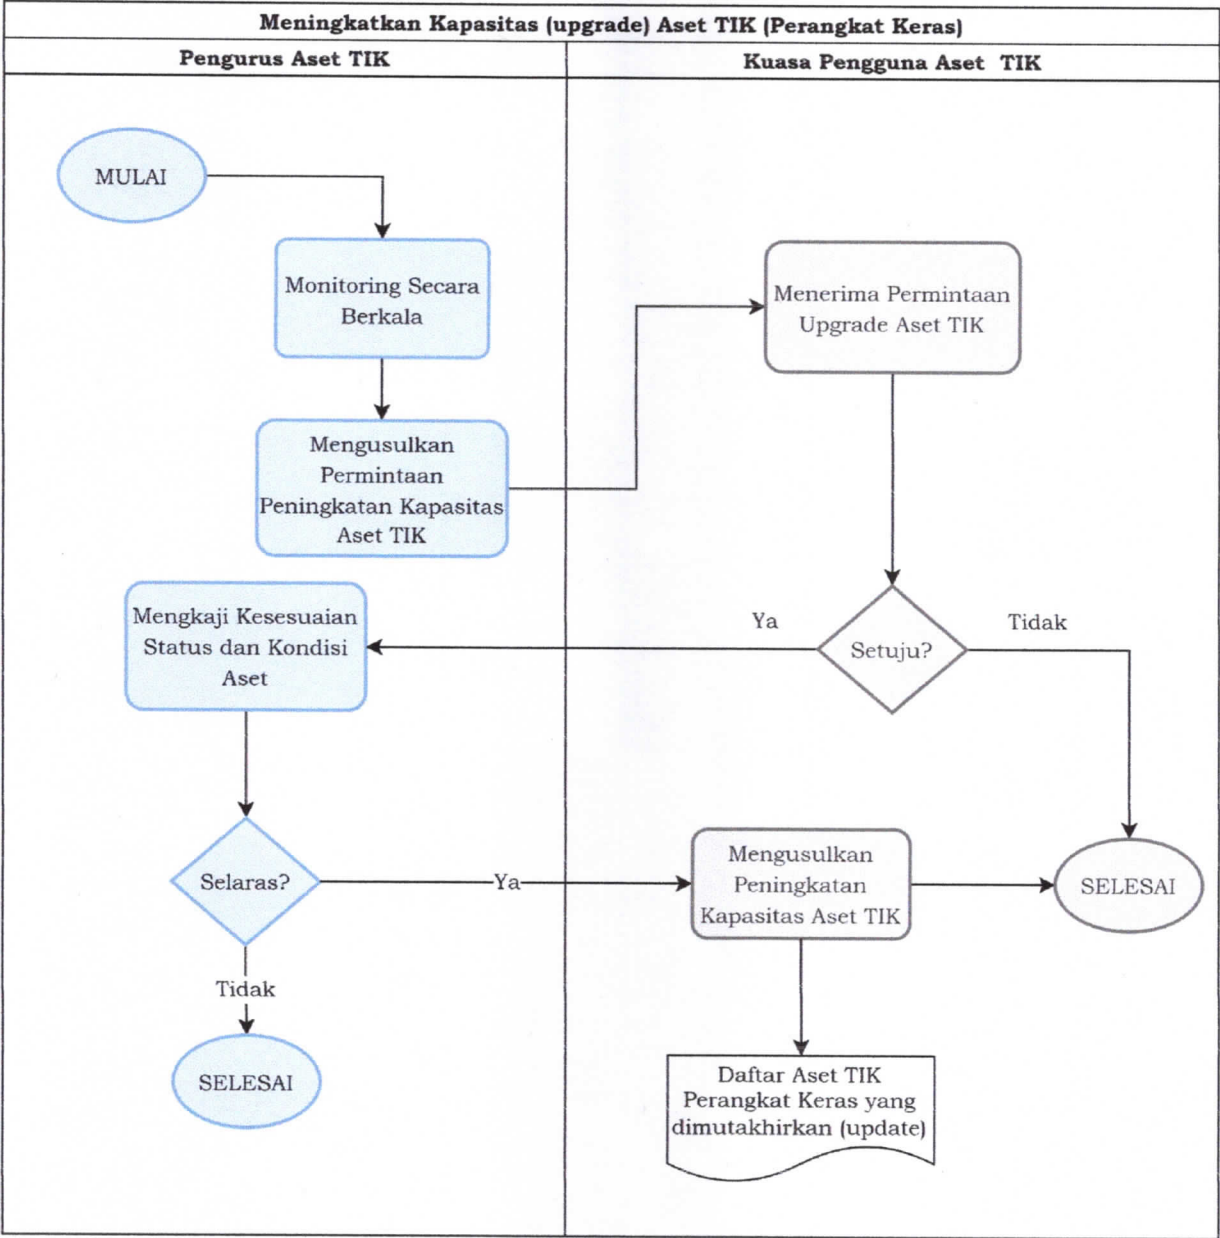 Meningkatkan Kapasitas (upgrade) Aset TIK (Perangkat Keras)
Pengurus Aset TIK
Kuasa Pengguna Aset TIK
MULAI
Monitoring Secara
Berkala
Menerima Permintaan
Upgrade Aset TIK
Mengusulkan
Permintaan
Peningkatan Kapasitas
Aset TIK
Mengkaji Kesesuaian
Status dan Kondisi
Aset
Ya
Setuju?
Tidak
Selaras?
Ya
Mengusulkan
Peningkatan
Kapasitas Aset TIK
SELESAI
Tidak
SELESAI
Daftar Aset TIK
Perangkat Keras yang
dimutakhirkan (update)